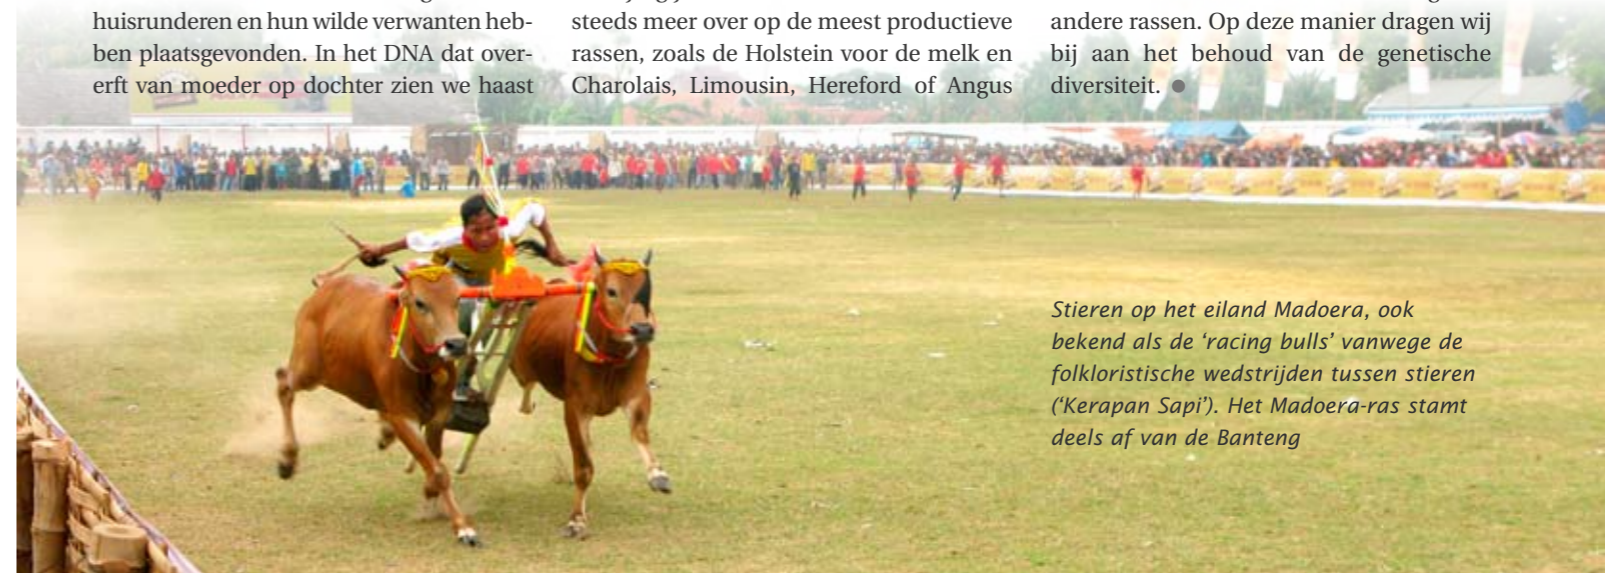 huisrunderen en hun wilde verwanten heb-
ben plaatsgevonden. In het DNA dat over-
erft van moeder op dochter zien we haast
steeds meer over op de meest productieve
rassen, zoals de Holstein voor de melk en
Charolais, Limousin, Hereford of Angus
andere rassen. Op deze manier dragen wij
bij aan het behoud van de genetische
diversiteit. ●
Stieren op het eiland Madoera, ook
bekend als de ‘racing bulls’ vanwege de
folkloristische wedstrijden tussen stieren
(‘Kerapan Sapi’). Het Madoera-ras stamt
deels af van de Banteng